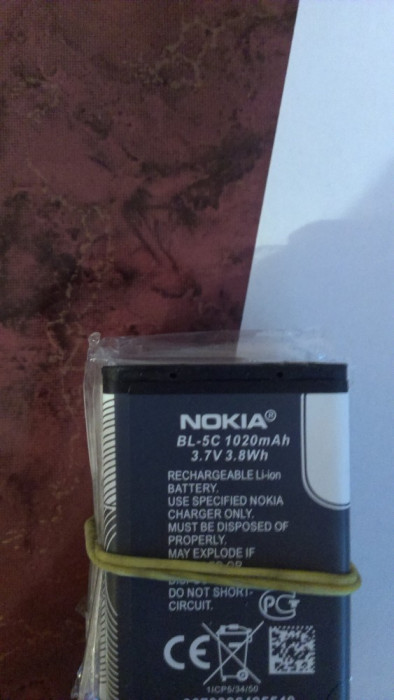 NOKIA®
BL-5C 1020mAh
3.7V 3.8Wh
RECHARGEABLE Li-ion
BATTERY.
USE SPECIFIED NOKIA
CHARGER ONLY.
MUST BE DISPOSED OF
PROPERLY.
MAY EXPLODE IF
OR
DO NOT SHORT-
CIRCUIT.
CE
1ICP5/34/50